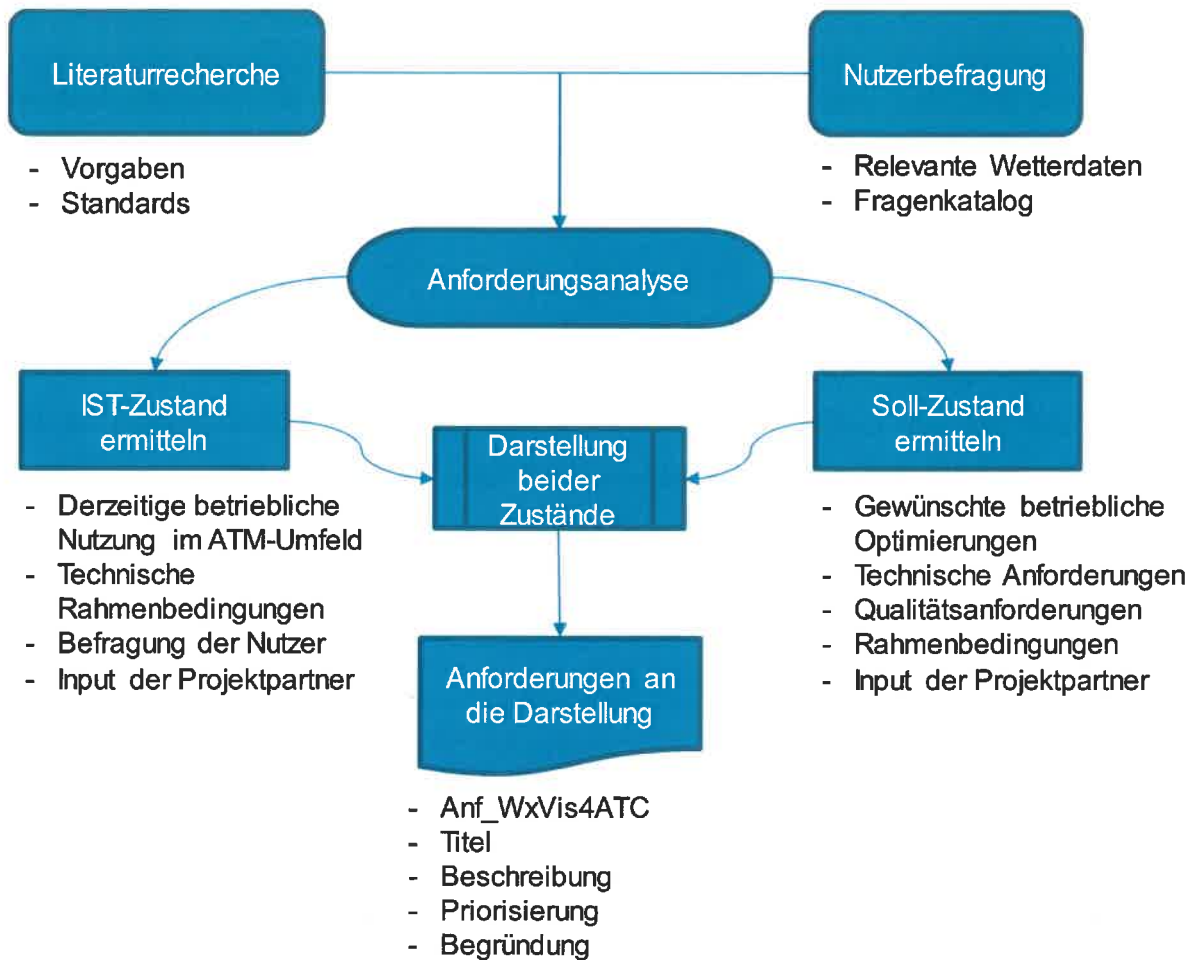 Literaturrecherche
Nutzerbefragung
- Vorgaben
- Standards
- Relevante Wetterdaten
- Fragenkatalog
Anforderungsanalyse
IST-Zustand
ermitteln
Soll-Zustand
ermitteln
Darstellung
beider
Zustände
- Derzeitige betriebliche
Nutzung im ATM-Umfeld
- Technische
Rahmenbedingungen
- Befragung der Nutzer
- Input der Projektpartner
- Gewünschte betriebliche
Optimierungen
- Technische Anforderungen
- Qualitätsanforderungen
- Rahmenbedingungen
- Input der Projektpartner
Anforderungen an
die Darstellung
- Anf_WxVis4ATC
- Titel
- Beschreibung
- Priorisierung
- Begründung